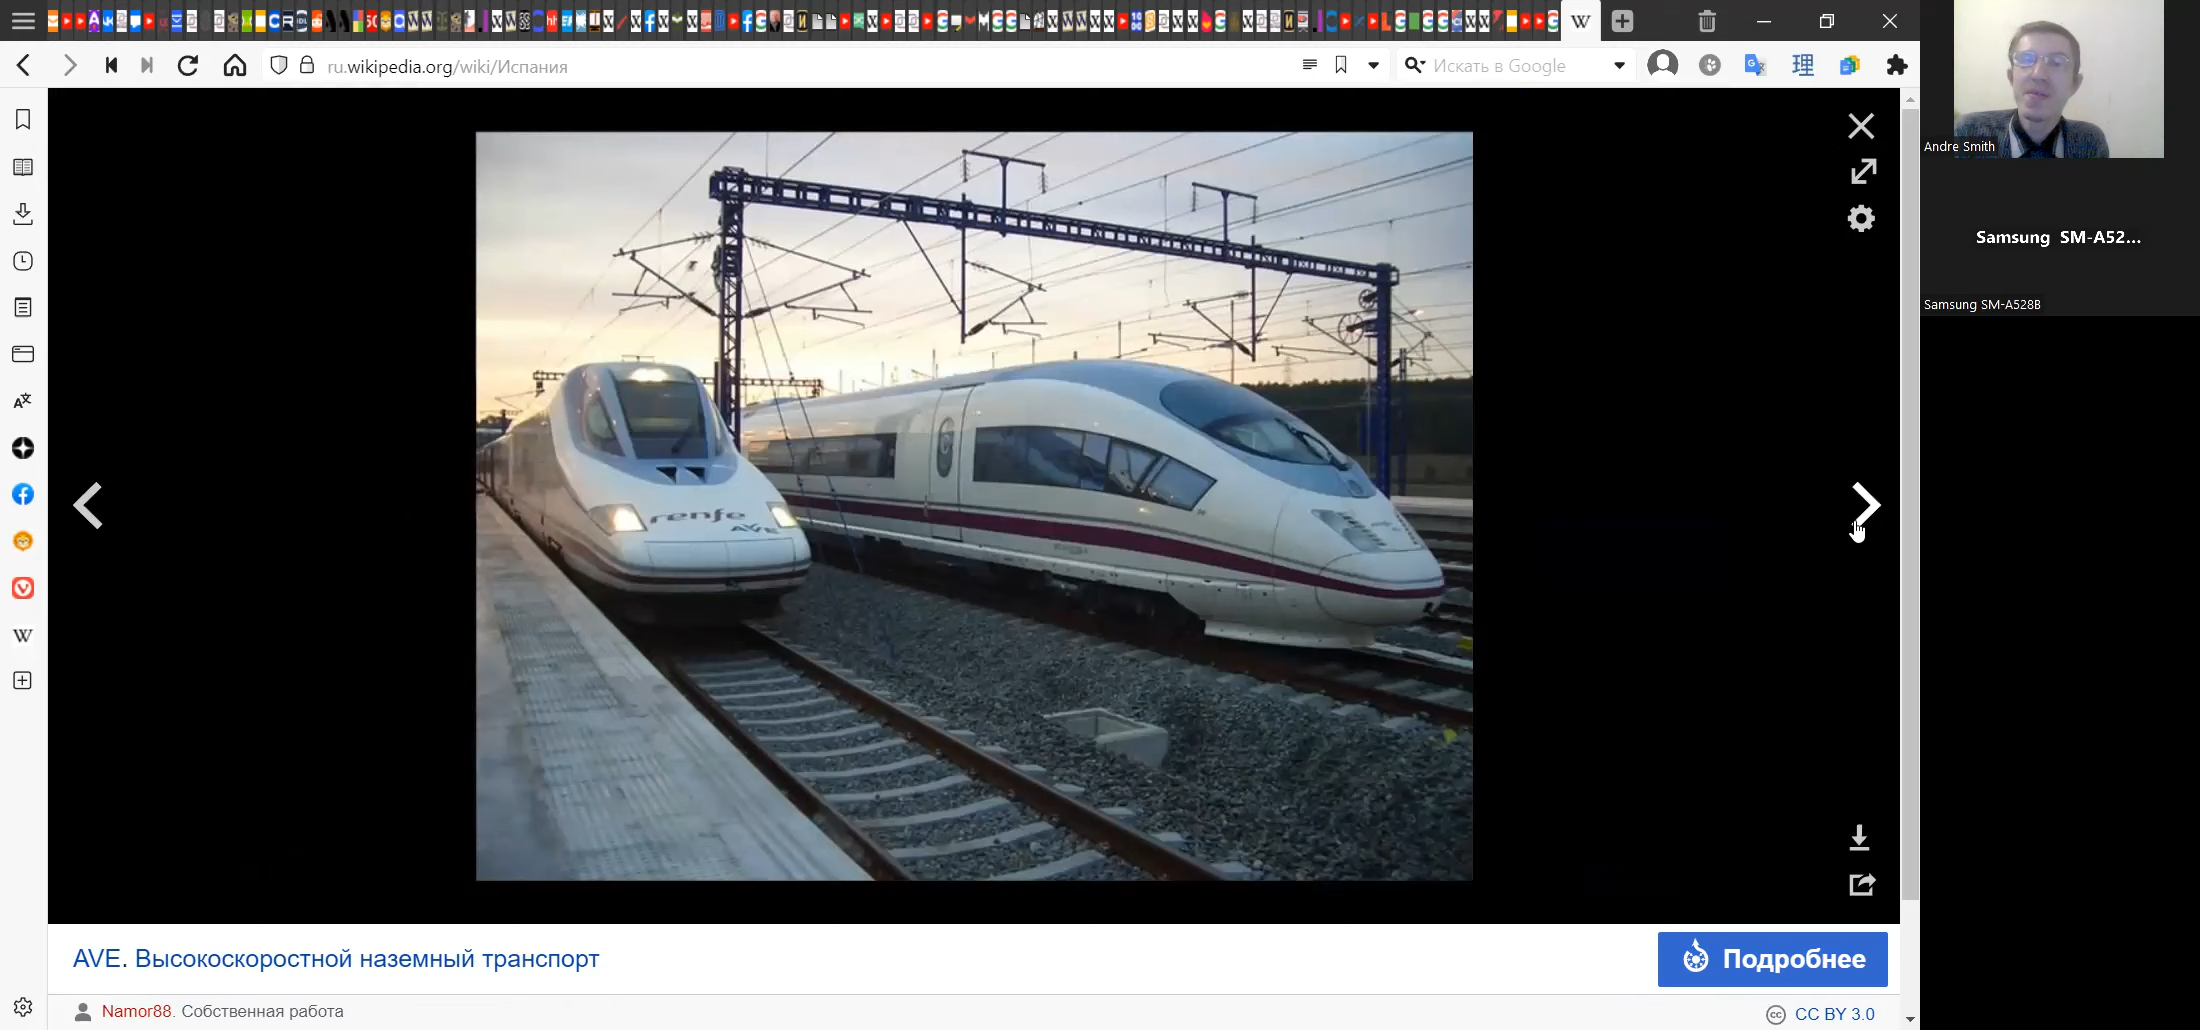 ru.wikipedia.org/wiki/Испания
Искать в Google
Andre Smith
Samsung SM-A52...
Samsung SM-A528B
renfe
AVE
AVE. Высокоскоростной наземный транспорт
Подробнее
Namor88. Собственная работа
CC BY 3.0